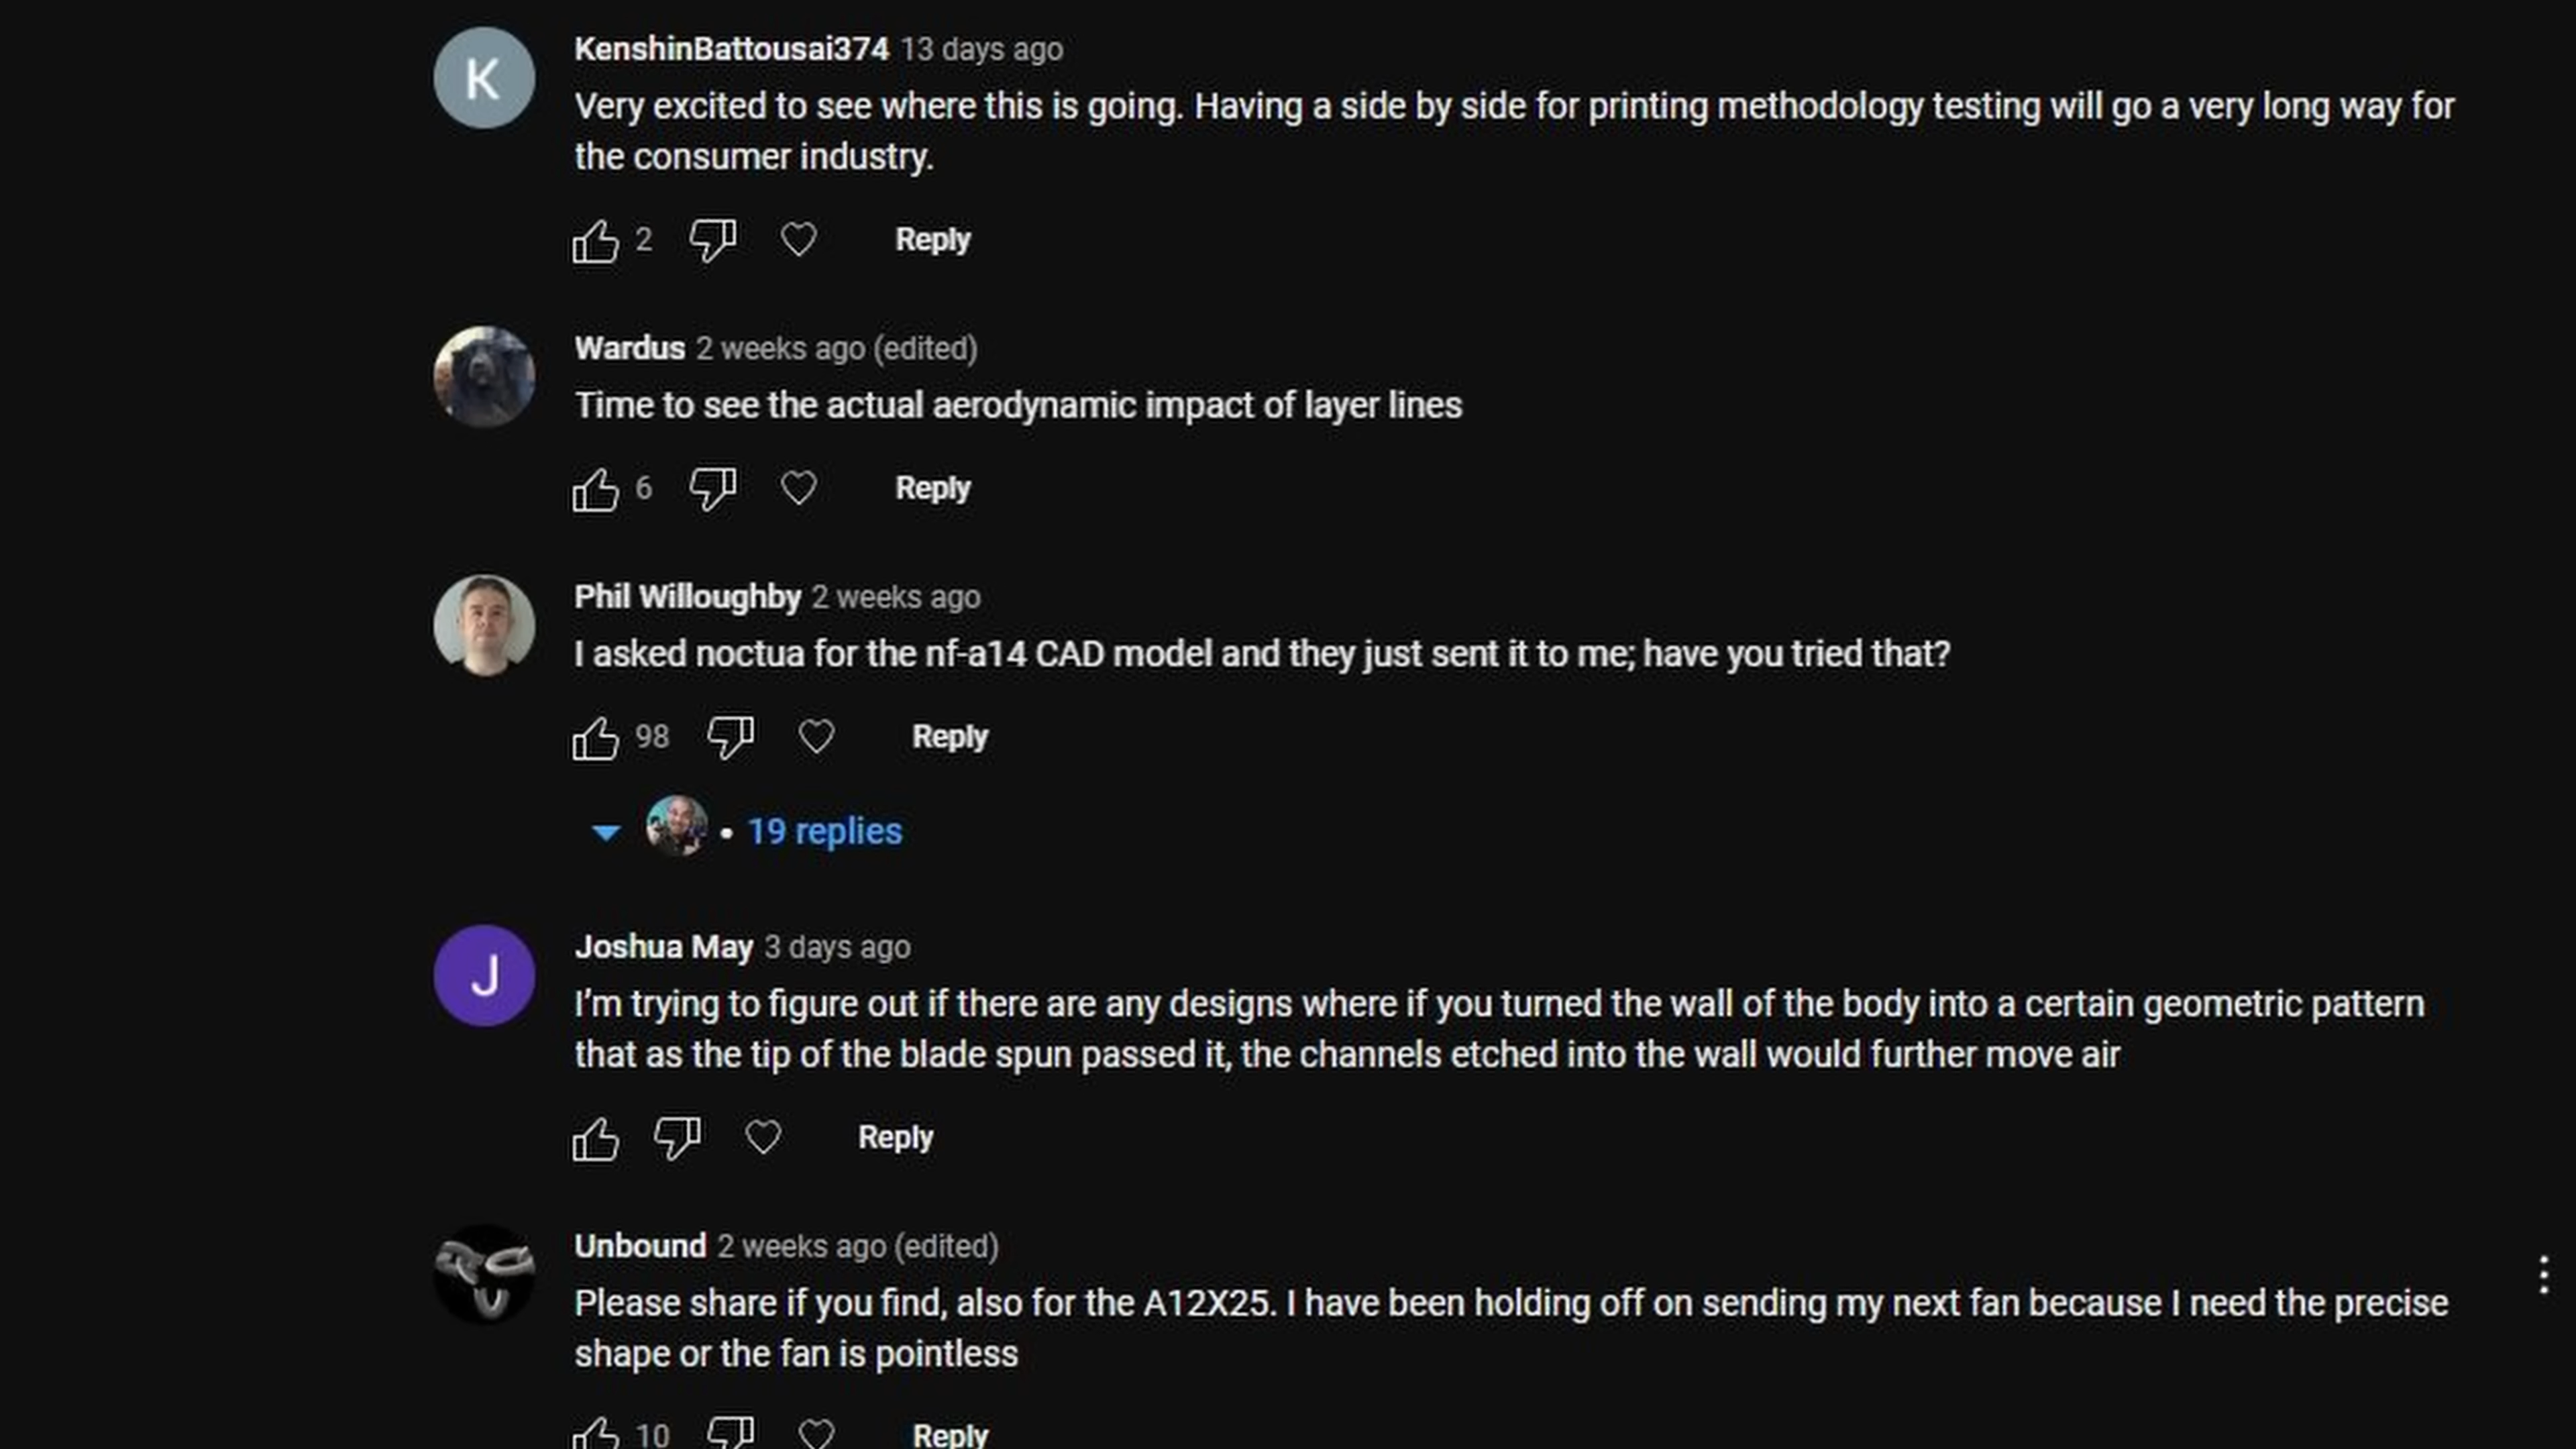 K
KenshinBattousai374 13 days ago
Very excited to see where this is going. Having a side by side for printing methodology testing will go a very long way for
the consumer industry.
2 Reply
Wardus 2 weeks ago (edited)
Time to see the actual aerodynamic impact of layer lines
6 Reply
Phil Willoughby 2 weeks ago
I asked noctua for the nf-a14 CAD model and they just sent it to me; have you tried that?
98 Reply
• 19 replies
J
Joshua May 3 days ago
I’m trying to figure out if there are any designs where if you turned the wall of the body into a certain geometric pattern
that as the tip of the blade spun passed it, the channels etched into the wall would further move air
Reply
Unbound 2 weeks ago (edited)
Please share if you find, also for the A12X25. I have been holding off on sending my next fan because I need the precise
shape or the fan is pointless
10 Reply